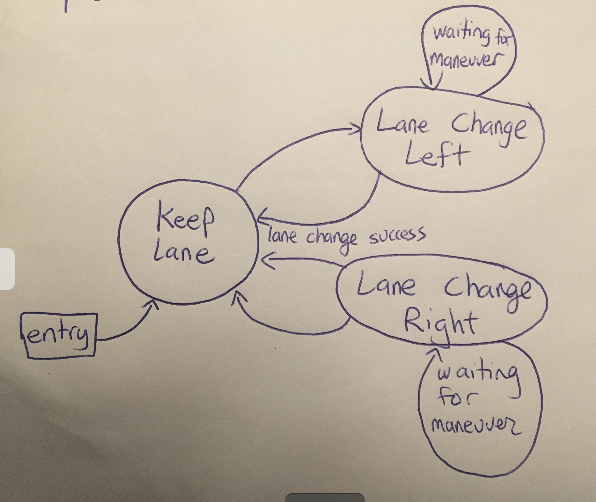 waiting for
maneuver
Lane Change
Left
Keep
Lane
lane change success
Lane Change
Right
entry
waiting
for
maneuver